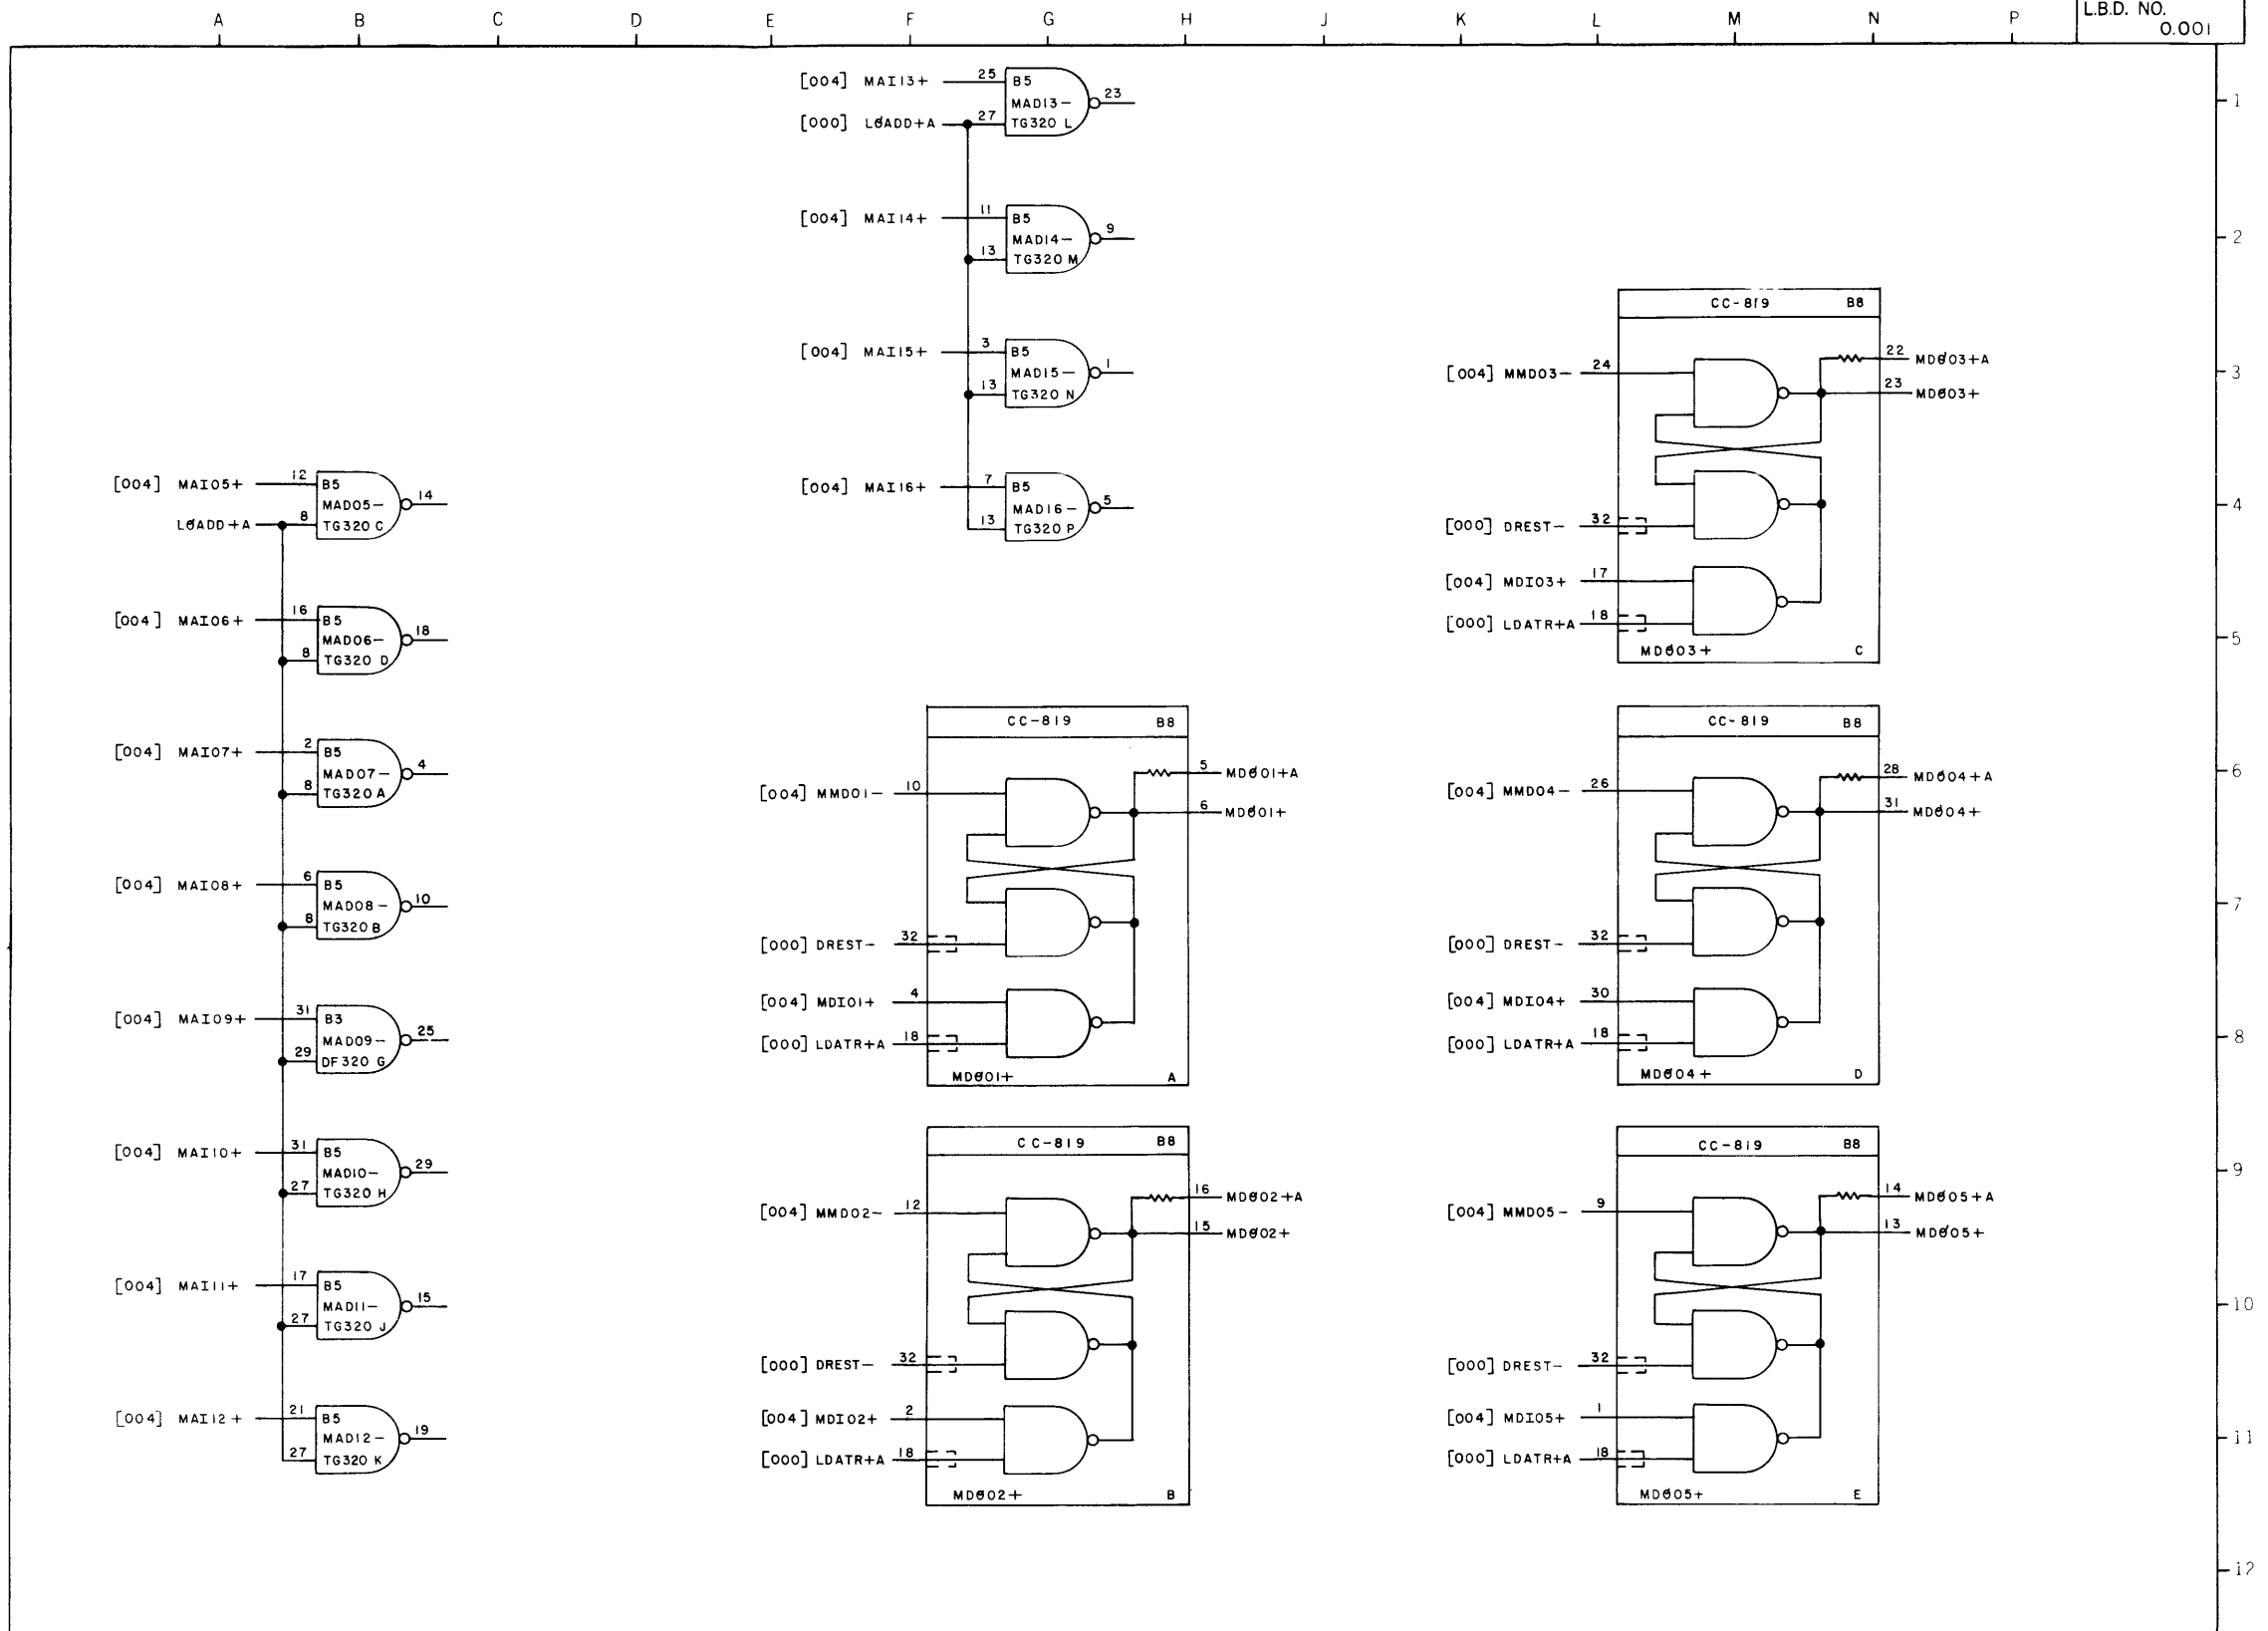 A B C D E F G H J K L M N P
L.B.D. NO.
0.001
1
2
3
4
5
6
7
8
9
10
11
12
[004] MAI05+ 12 B5 14
MAD05-
LØADD+A 8 TG320 C
[004] MAI06+ 16 B5 18
MAD06-
8 TG320 D
[004] MAI07+ 2 B5 4
MAD07-
8 TG320 A
[004] MAI08+ 6 B5 10
MAD08-
8 TG320 B
[004] MAI09+ 31 B3 25
MAD09-
29 DF320 G
[004] MAI10+ 31 B5 29
MAD10-
27 TG320 H
[004] MAI11+ 17 B5 15
MAD11-
27 TG320 J
[004] MAI12+ 21 B5 19
MAD12-
27 TG320 K
[004] MAI13+ 25 B5 23
MAD13-
[000] LØADD+A 27 TG320 L
[004] MAI14+ 11 B5 9
MAD14-
13 TG320 M
[004] MAI15+ 3 B5 1
MAD15-
13 TG320 N
[004] MAI16+ 7 B5 5
MAD16-
13 TG320 P
CC-819 B8
5 MDØ01+A
[004] MMD01- 10
6 MDØ01+
[000] DREST- 32
[004] MDI01+ 4
[000] LDATR+A 18
MDØ01+ A
CC-819 B8
16 MDØ02+A
[004] MMD02- 12
15 MDØ02+
[000] DREST- 32
[004] MDI02+ 2
[000] LDATR+A 18
MDØ02+ B
CC-819 B8
22 MDØ03+A
[004] MMD03- 24
23 MDØ03+
[000] DREST- 32
[004] MDI03+ 17
[000] LDATR+A 18
MDØ03+ C
CC-819 B8
28 MDØ04+A
[004] MMD04- 26
31 MDØ04+
[000] DREST- 32
[004] MDI04+ 30
[000] LDATR+A 18
MDØ04+ D
CC-819 B8
14 MDØ05+A
[004] MMD05- 9
13 MDØ05+
[000] DREST- 32
[004] MDI05+ 1
[000] LDATR+A 18
MDØ05+ E